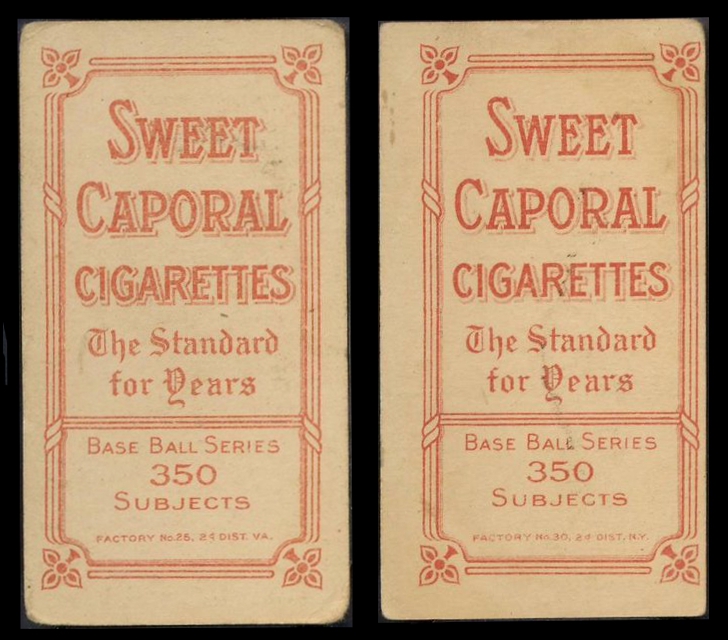 SWEET
CAPORAL
CIGARETTES
The Standard
for Years
BASE BALL SERIES
350
SUBJECTS
FACTORY No. 25, 2d DIST. VA.
SWEET
CAPORAL
CIGARETTES
The Standard
for Years
BASE BALL SERIES
350
SUBJECTS
FACTORY No. 30, 2d DIST. N.Y.